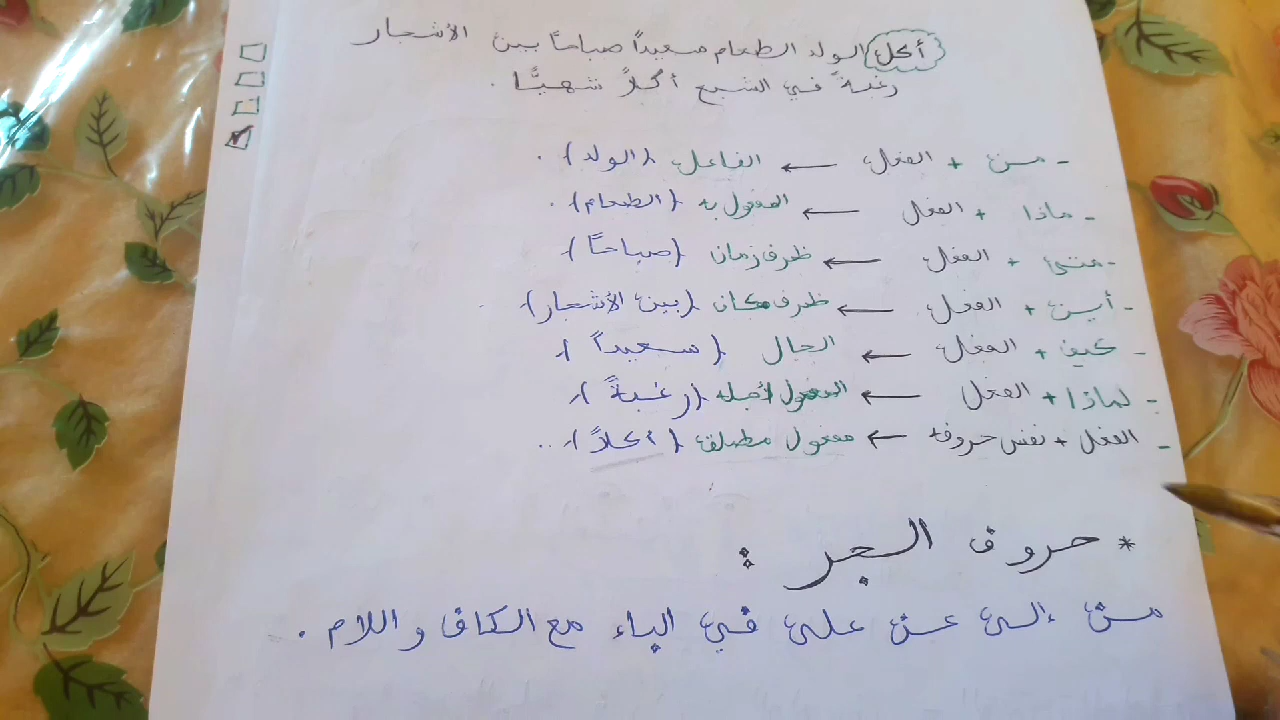 أكل الولد الطعام سعيداً صباحاً بين الأشجار
رغبةً في الشبع أكلاً شهيًّا .
- من + الفعل ← الفاعل (الولد) .
- ماذا + الفعل ← المفعول به (الطعام) .
- متى + الفعل ← ظرف زمان (صباحاً) .
- أين + الفعل ← ظرف مكان (بين الأشجار) .
- كيف + الفعل ← الحال (سعيداً) .
- لماذا + الفعل ← المفعول لأجله (رغبةً) .
- الفعل + نفس حروفه ← مفعول مطلق (أكلاً) ...
* حروف الجر :
من إلى عن على في الباء مع الكاف و اللام .